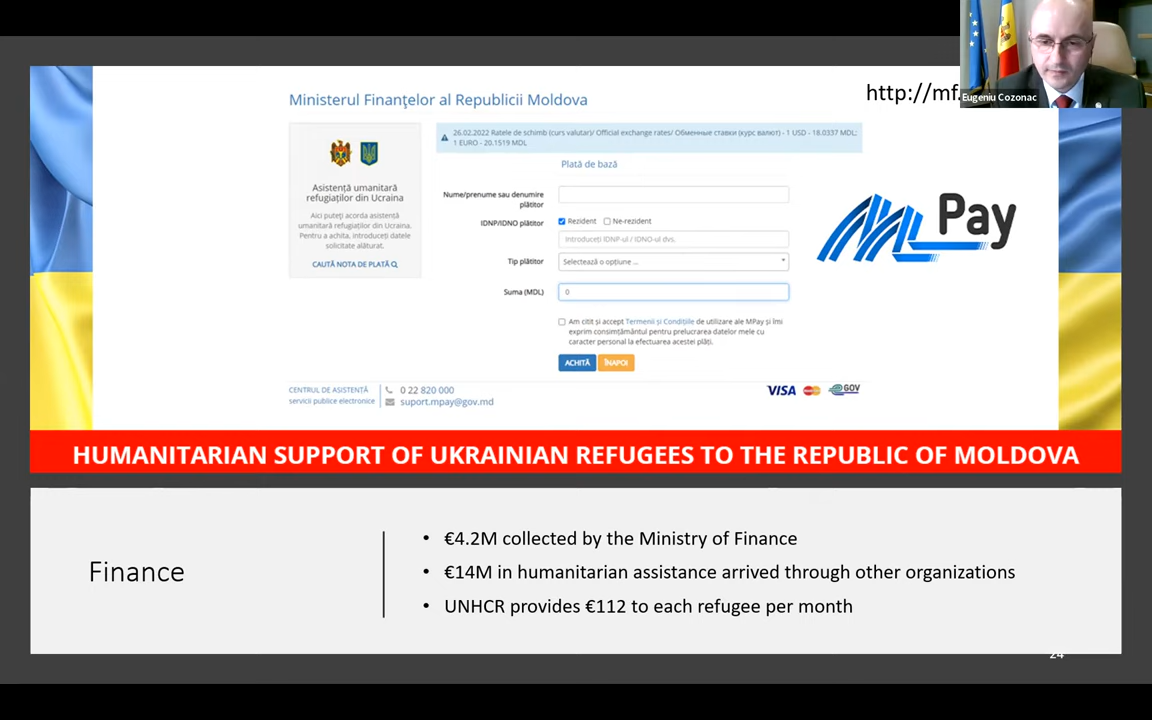 http://mf.
Eugeniu Cozonac
Ministerul Finanţelor al Republicii Moldova
26.02.2022 Ratele de schimb (curs valutar)/ Official exchange rates/ Обменные ставки (курс валют) - 1 USD - 18.0337 MDL;
1 EURO - 20.1519 MDL
Plată de bază
Asistență umanitară
refugiaților din Ucraina
Aici puteți acorda asistență
umanitară refugiaților din Ucraina.
Pentru a achita, introduceți datele
solicitate alăturat.
CAUTĂ NOTA DE PLATĂ
Nume/prenume sau denumire
plătitor
IDNP/IDNO plătitor
Rezident Ne-rezident
Introduceți IDNP-ul / IDNO-ul dvs.
Tip plătitor
Selectează o opțiune ...
Suma (MDL)
0
Am citit și accept Termenii și Condițiile de utilizare ale MPay și îmi
exprim consimțământul pentru prelucrarea datelor mele cu
caracter personal la efectuarea acestei plăți.
ACHITĂ ÎNAPOI
M Pay
CENTRUL DE ASISTENȚĂ
servicii publice electronice
0 22 820 000
suport.mpay@gov.md
VISA
GOV
HUMANITARIAN SUPPORT OF UKRAINIAN REFUGEES TO THE REPUBLIC OF MOLDOVA
Finance
• €4.2M collected by the Ministry of Finance
• €14M in humanitarian assistance arrived through other organizations
• UNHCR provides €112 to each refugee per month
24